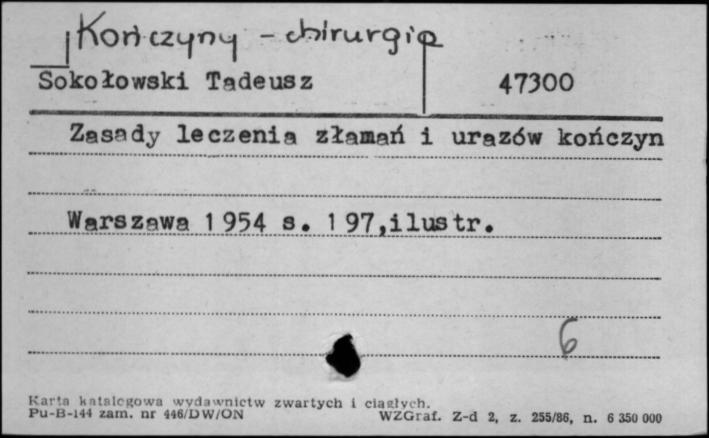 Kończyny - chirurgia
Sokołowski Tadeusz 47300
Zasady leczenia złamań i urazów kończyn
Warszawa 1954 s. 197,ilustr.
6
Karta katalogowa wydawnictw zwartych i ciągłych.
Pu-B-144 zam. nr 446/DW/ON WZGraf. Z-d 2, z. 255/86, n. 6 350 000